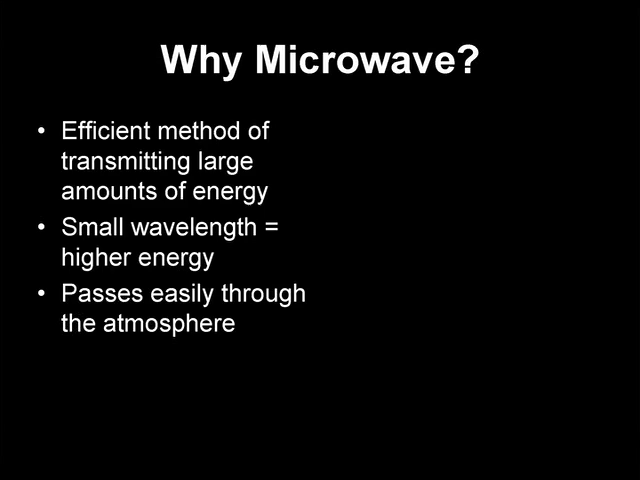 Why Microwave?
• Efficient method of
transmitting large
amounts of energy
• Small wavelength =
higher energy
• Passes easily through
the atmosphere